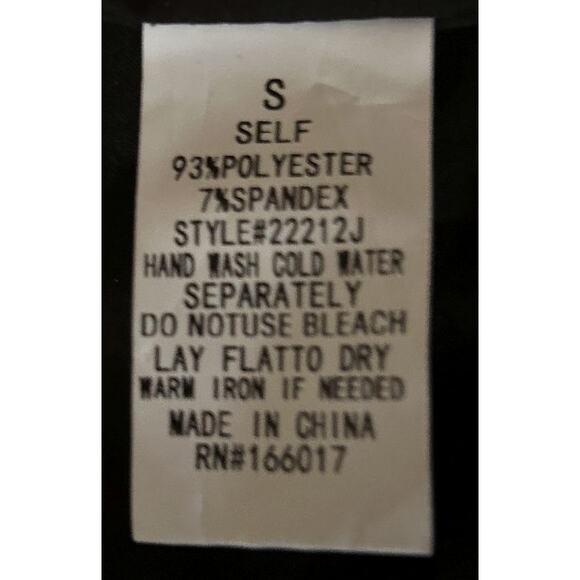 S
SELF
93%POLYESTER
7%SPANDEX
STYLE#22212J
HAND WASH COLD WATER
SEPARATELY
DO NOTUSE BLEACH
LAY FLATTO DRY
WARM IRON IF NEEDED
MADE IN CHINA
RN#166017